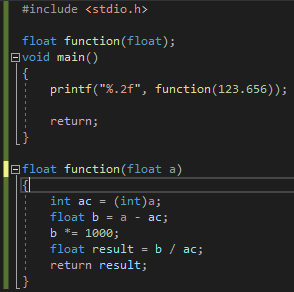 #include <stdio.h>
float function(float);
void main()
{
printf("%.2f", function(123.656));
return;
}
float function(float a)
{
int ac = (int)a;
float b = a - ac;
b *= 1000;
float result = b / ac;
return result;
}